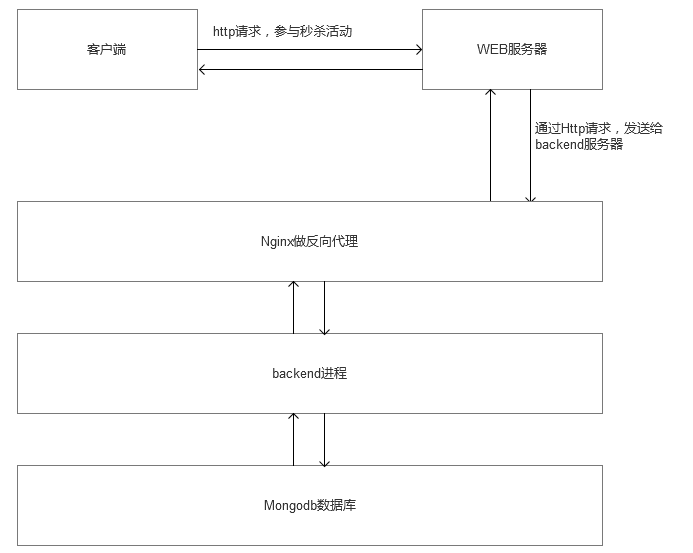 http请求，参与秒杀活动
客户端
WEB服务器
通过Http请求，发送给
backend服务器
Nginx做反向代理
backend进程
Mongodb数据库